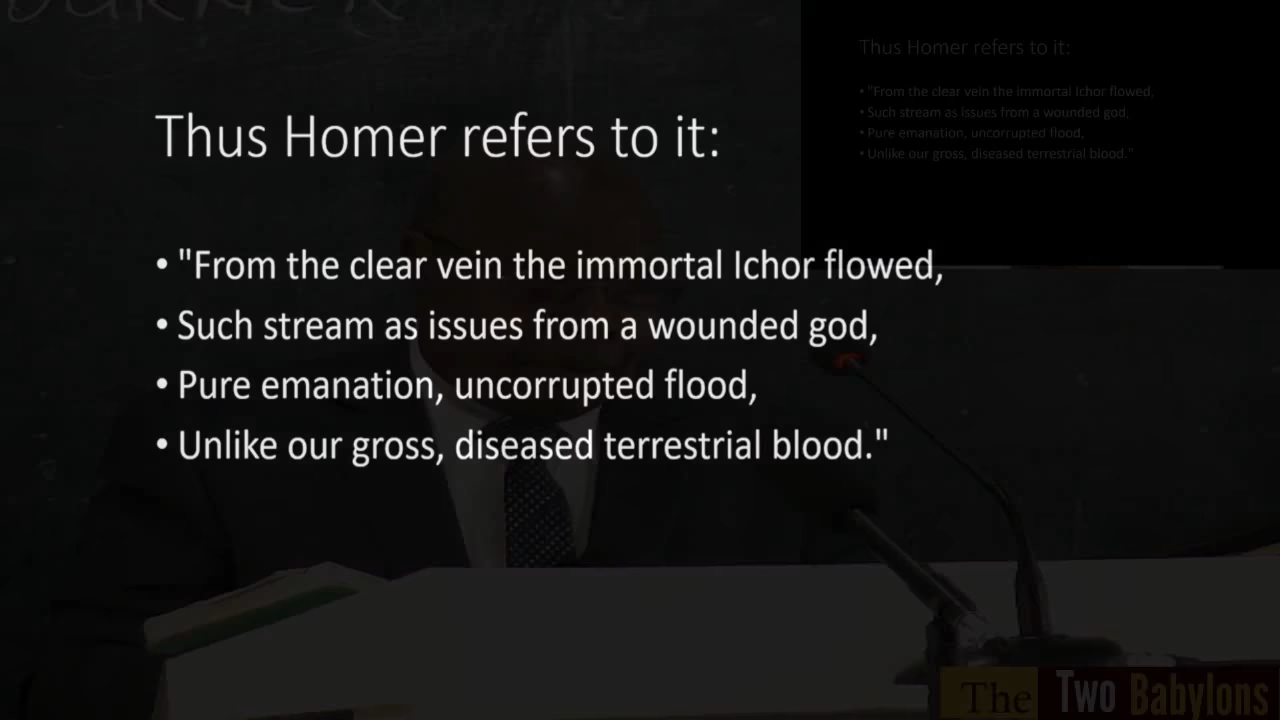 Thus Homer refers to it:
• "From the clear vein the immortal Ichor flowed,
• Such stream as issues from a wounded god,
• Pure emanation, uncorrupted flood,
• Unlike our gross, diseased terrestrial blood."
Thus Homer refers to it:
• "From the clear vein the immortal Ichor flowed,
• Such stream as issues from a wounded god,
• Pure emanation, uncorrupted flood,
• Unlike our gross, diseased terrestrial blood."
The Two Babylons